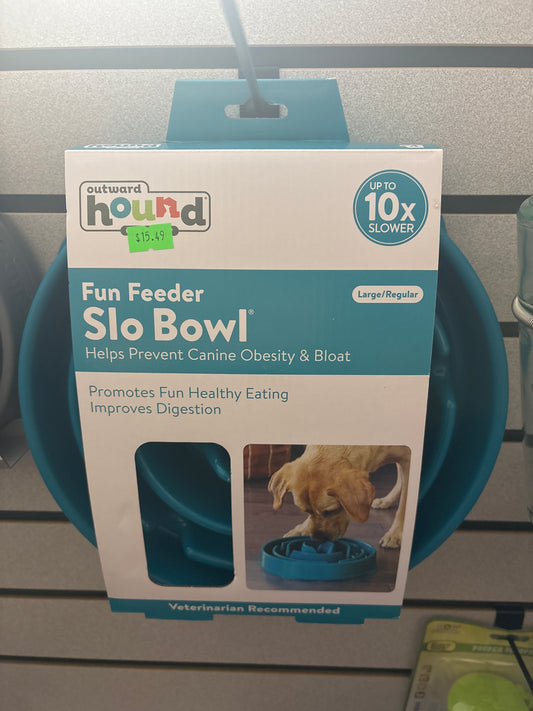 outward
hound
$15.49
UP TO
10x
SLOWER
Fun Feeder
Slo Bowl®
Large/Regular
Helps Prevent Canine Obesity & Bloat
Promotes Fun Healthy Eating
Improves Digestion
Veterinarian Recommended